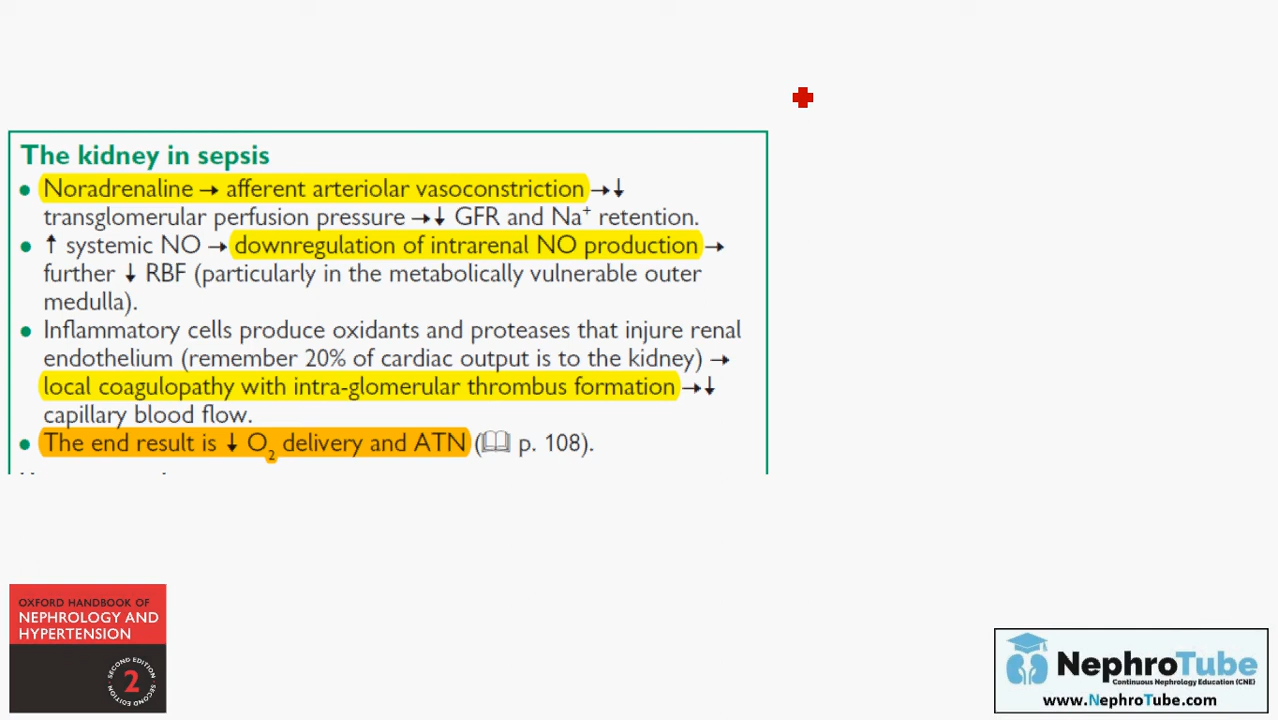 The kidney in sepsis
● Noradrenaline → afferent arteriolar vasoconstriction →↓
transglomerular perfusion pressure →↓ GFR and Na⁺ retention.
● ↑ systemic NO → downregulation of intrarenal NO production →
further ↓ RBF (particularly in the metabolically vulnerable outer
medulla).
● Inflammatory cells produce oxidants and proteases that injure renal
endothelium (remember 20% of cardiac output is to the kidney) →
local coagulopathy with intra-glomerular thrombus formation →↓
capillary blood flow.
● The end result is ↓ O₂ delivery and ATN (📖 p. 108).
OXFORD HANDBOOK OF
NEPHROLOGY AND
HYPERTENSION
SECOND EDITION
2
SECOND EDITION
NephroTube
Continuous Nephrology Education (CNE)
www.NephroTube.com